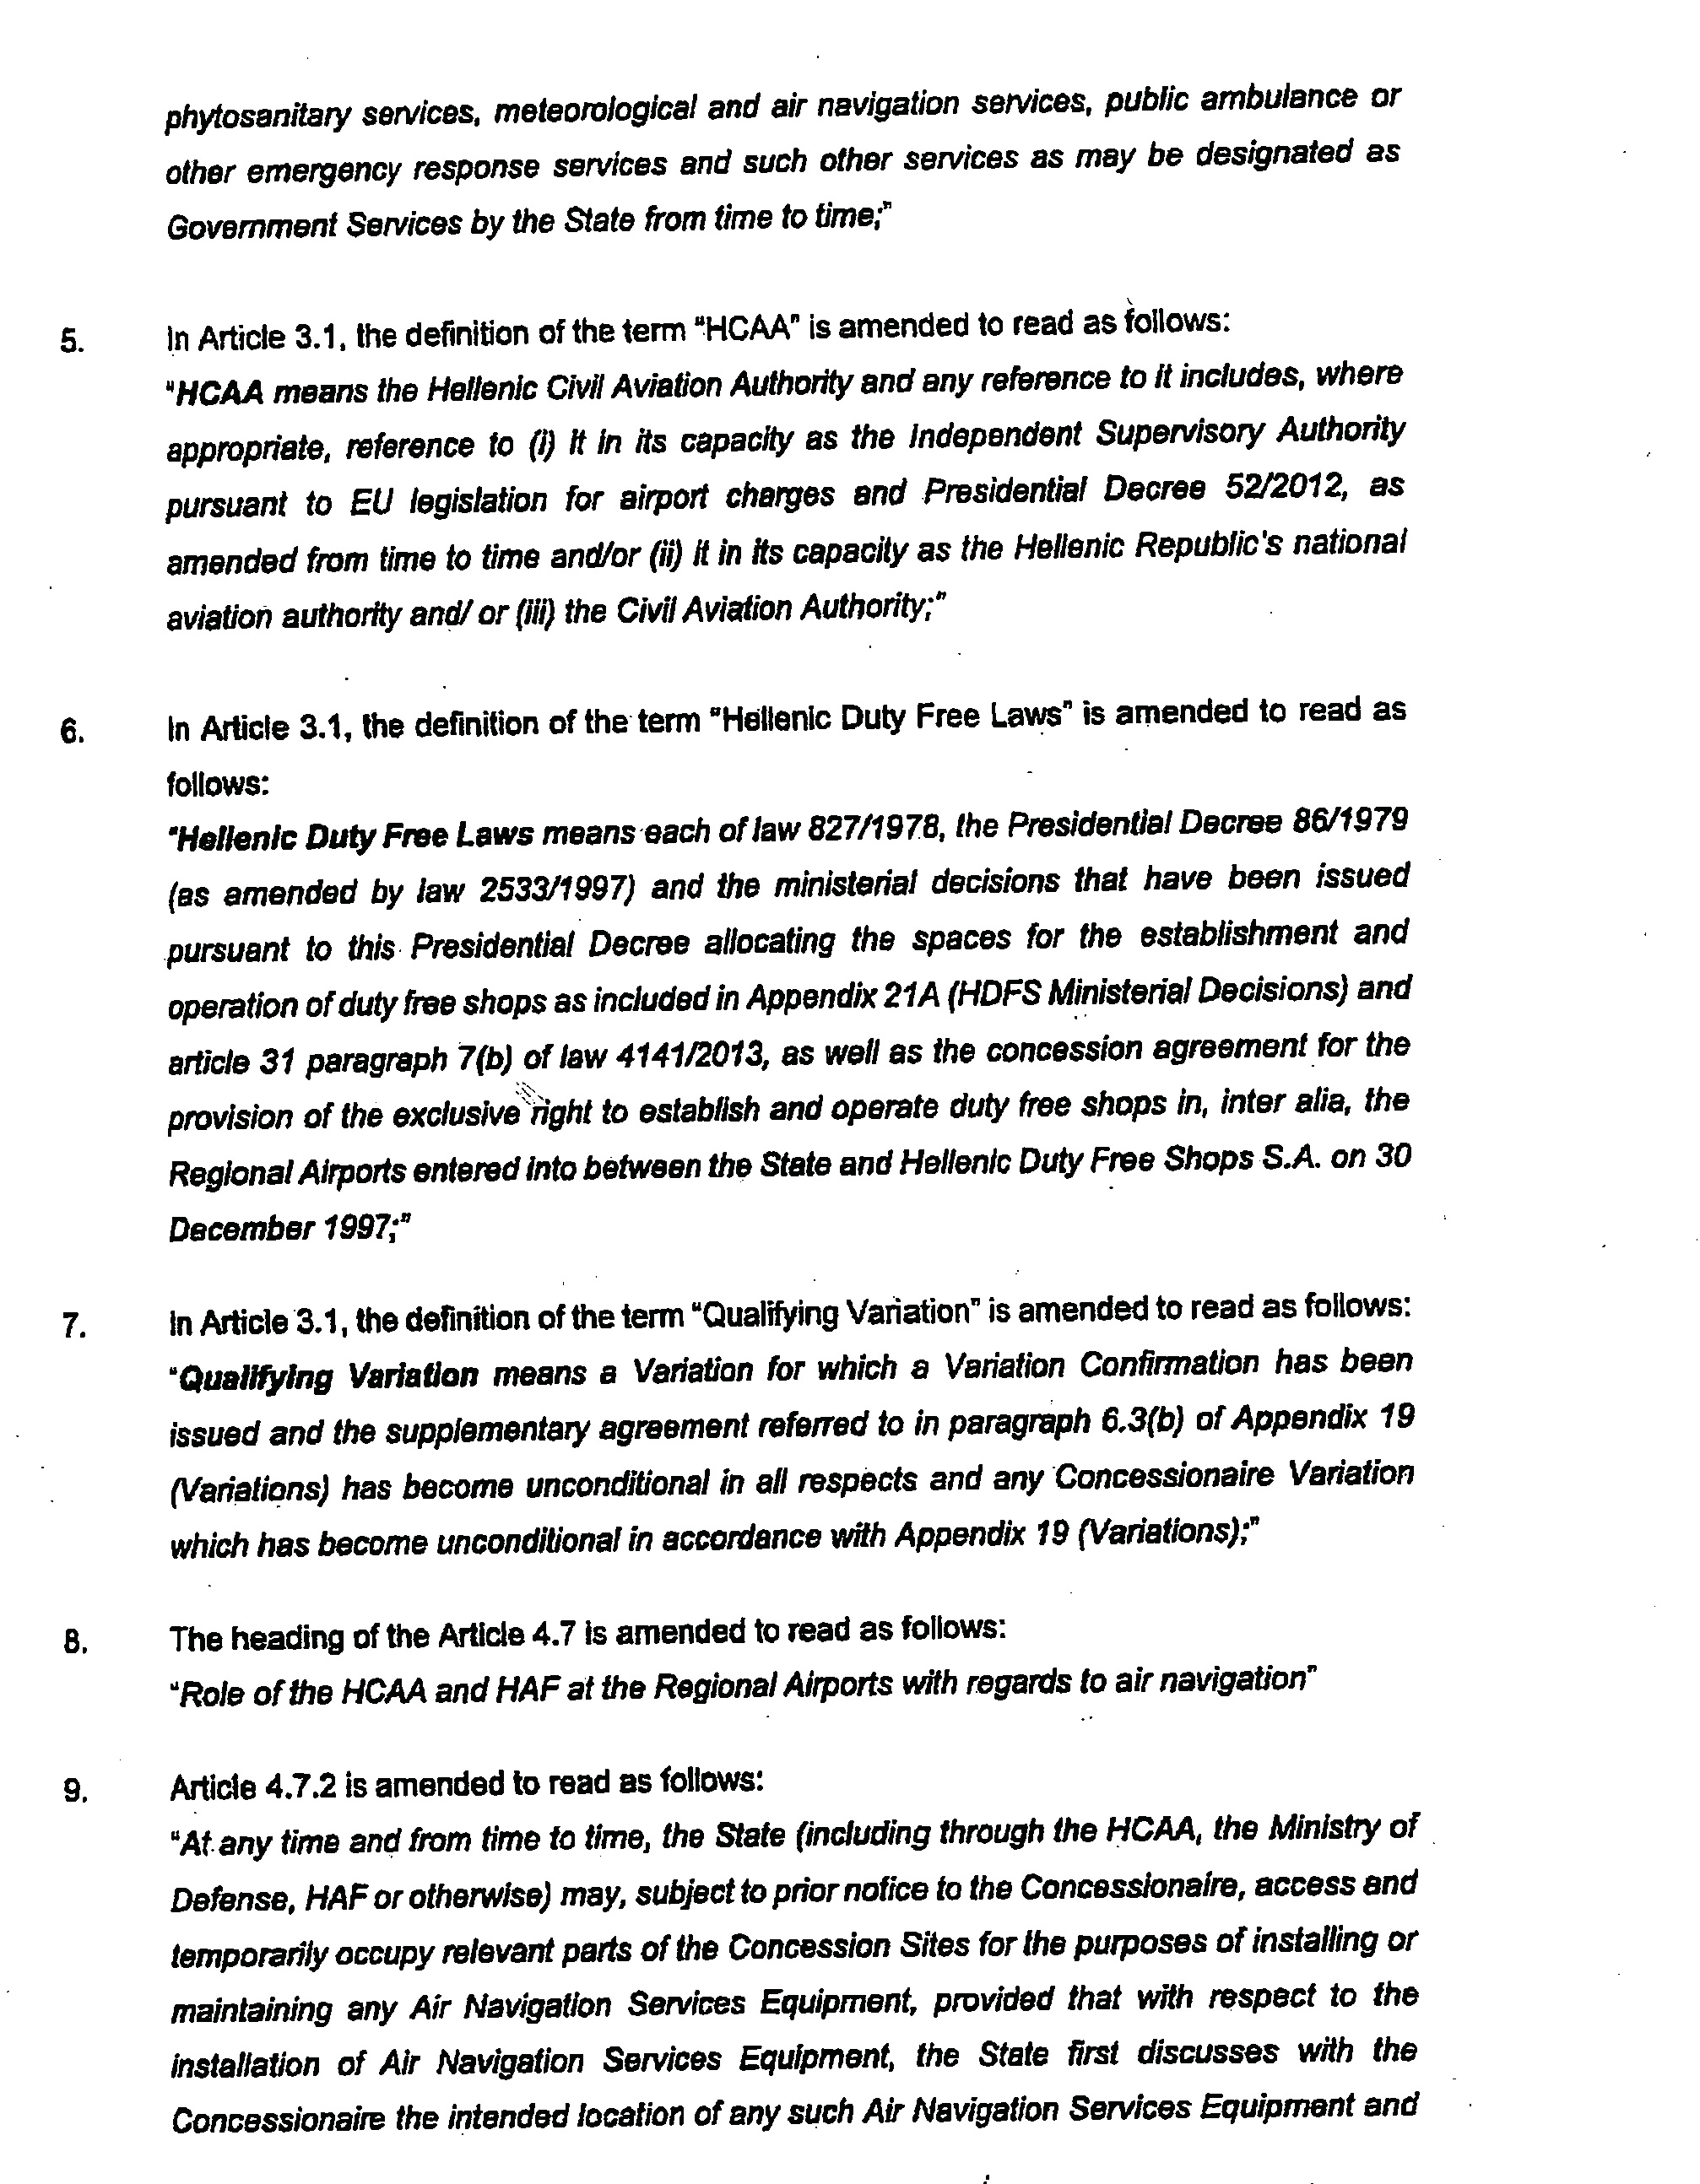 phytosanitary services, meteorological and air navigation services, public ambulance or
other emergency response services and such other services as may be designated as
Government Services by the State from time to time;"
5. In Article 3.1, the definition of the term "HCAA" is amended to read as follows:
"HCAA means the Hellenic Civil Aviation Authority and any reference to it includes, where
appropriate, reference to (i) it in its capacity as the Independent Supervisory Authority
pursuant to EU legislation for airport charges and Presidential Decree 52/2012, as
amended from time to time and/or (ii) it in its capacity as the Hellenic Republic's national
aviation authority and/ or (iii) the Civil Aviation Authority;"
6. In Article 3.1, the definition of the term "Hellenic Duty Free Laws" is amended to read as
follows:
"Hellenic Duty Free Laws means each of law 827/1978, the Presidential Decree 86/1979
(as amended by law 2533/1997) and the ministerial decisions that have been issued
pursuant to this Presidential Decree allocating the spaces for the establishment and
operation of duty free shops as included in Appendix 21A (HDFS Ministerial Decisions) and
article 31 paragraph 7(b) of law 4141/2013, as well as the concession agreement for the
provision of the exclusive right to establish and operate duty free shops in, inter alia, the
Regional Airports entered into between the State and Hellenic Duty Free Shops S.A. on 30
December 1997;"
7. In Article 3.1, the definition of the term "Qualifying Variation" is amended to read as follows:
"Qualifying Variation means a Variation for which a Variation Confirmation has been
issued and the supplementary agreement referred to in paragraph 6.3(b) of Appendix 19
(Variations) has become unconditional in all respects and any Concessionaire Variation
which has become unconditional in accordance with Appendix 19 (Variations);"
8. The heading of the Article 4.7 is amended to read as follows:
"Role of the HCAA and HAF at the Regional Airports with regards to air navigation"
9. Article 4.7.2 is amended to read as follows:
"At any time and from time to time, the State (including through the HCAA, the Ministry of
Defense, HAF or otherwise) may, subject to prior notice to the Concessionaire, access and
temporarily occupy relevant parts of the Concession Sites for the purposes of installing or
maintaining any Air Navigation Services Equipment, provided that with respect to the
installation of Air Navigation Services Equipment, the State first discusses with the
Concessionaire the intended location of any such Air Navigation Services Equipment and